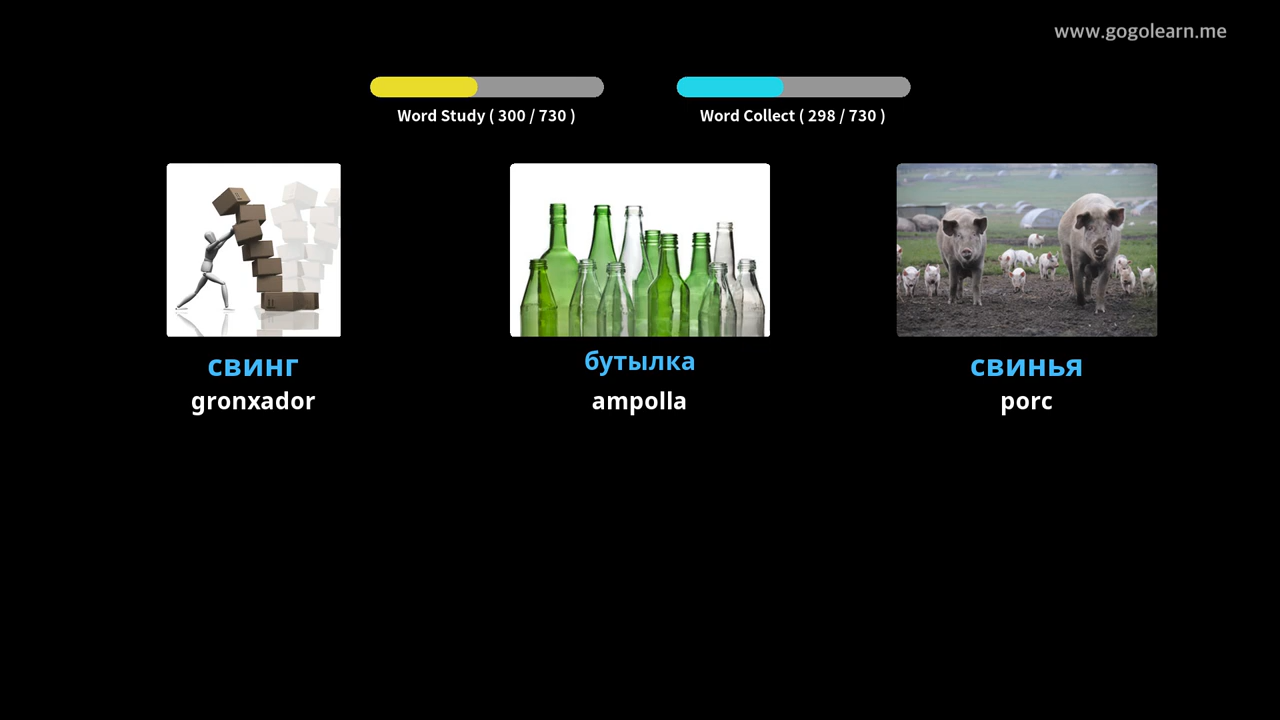 www.gogolearn.me
Word Study ( 300 / 730 )
Word Collect ( 298 / 730 )
свинг
gronxador
бутылка
ampolla
свинья
porc